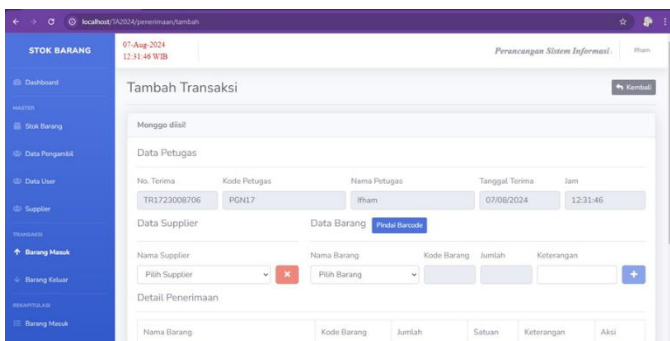 localhost/TA2024/penerimaan/tambah
STOK BARANG
07-Aug-2024
12:31:46 WIB
Perancangan Sistem Informasi
Ifham
Dashboard
Tambah Transaksi
Kembali
MASTER
Stok Barang
Monggo diisi!
Data Pengambil
Data Petugas
Data User
No. Terima Kode Petugas Nama Petugas Tanggal Terima Jam
TR1723008706 PGN17 Ifham 07/08/2024 12:31:46
Supplier
Data Supplier Data Barang Pindai Barcode
TRANSAKSI
Barang Masuk
Nama Supplier Nama Barang Kode Barang Jumlah Keterangan
Pilih Supplier Pilih Barang
Barang Keluar
Detail Penerimaan
REKAPITULASI
Barang Masuk
Nama Barang Kode Barang Jumlah Satuan Keterangan Aksi